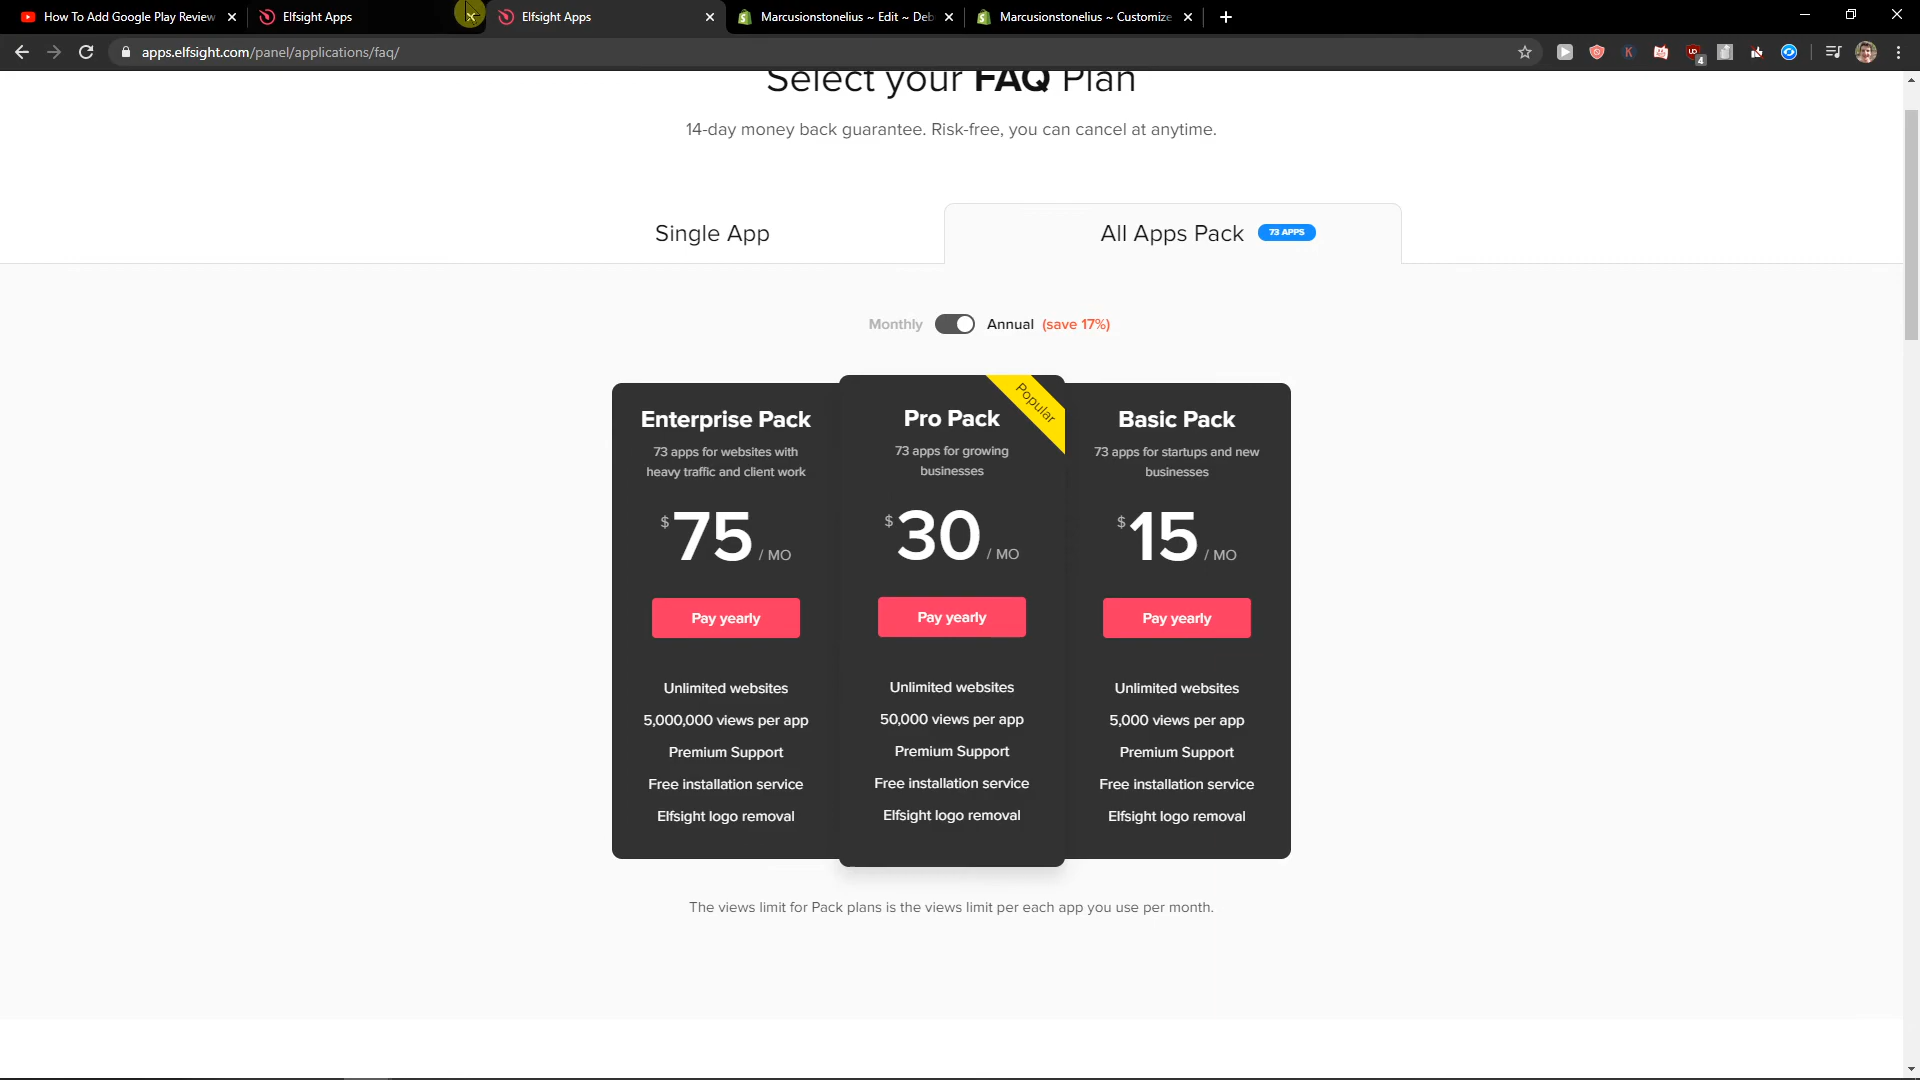 How To Add Google Play Review
Elfsight Apps
Elfsight Apps
Marcusionstonelius ~ Edit ~ Deb
Marcusionstonelius ~ Customize
apps.elfsight.com/panel/applications/faq/
4
Select your FAQ Plan
14-day money back guarantee. Risk-free, you can cancel at anytime.
Single App
All Apps Pack 73 APPS
Monthly Annual (save 17%)
Enterprise Pack
73 apps for websites with
heavy traffic and client work
$75 / MO
Pay yearly
Unlimited websites
5,000,000 views per app
Premium Support
Free installation service
Elfsight logo removal
Popular
Pro Pack
73 apps for growing
businesses
$30 / MO
Pay yearly
Unlimited websites
50,000 views per app
Premium Support
Free installation service
Elfsight logo removal
Basic Pack
73 apps for startups and new
businesses
$15 / MO
Pay yearly
Unlimited websites
5,000 views per app
Premium Support
Free installation service
Elfsight logo removal
The views limit for Pack plans is the views limit per each app you use per month.